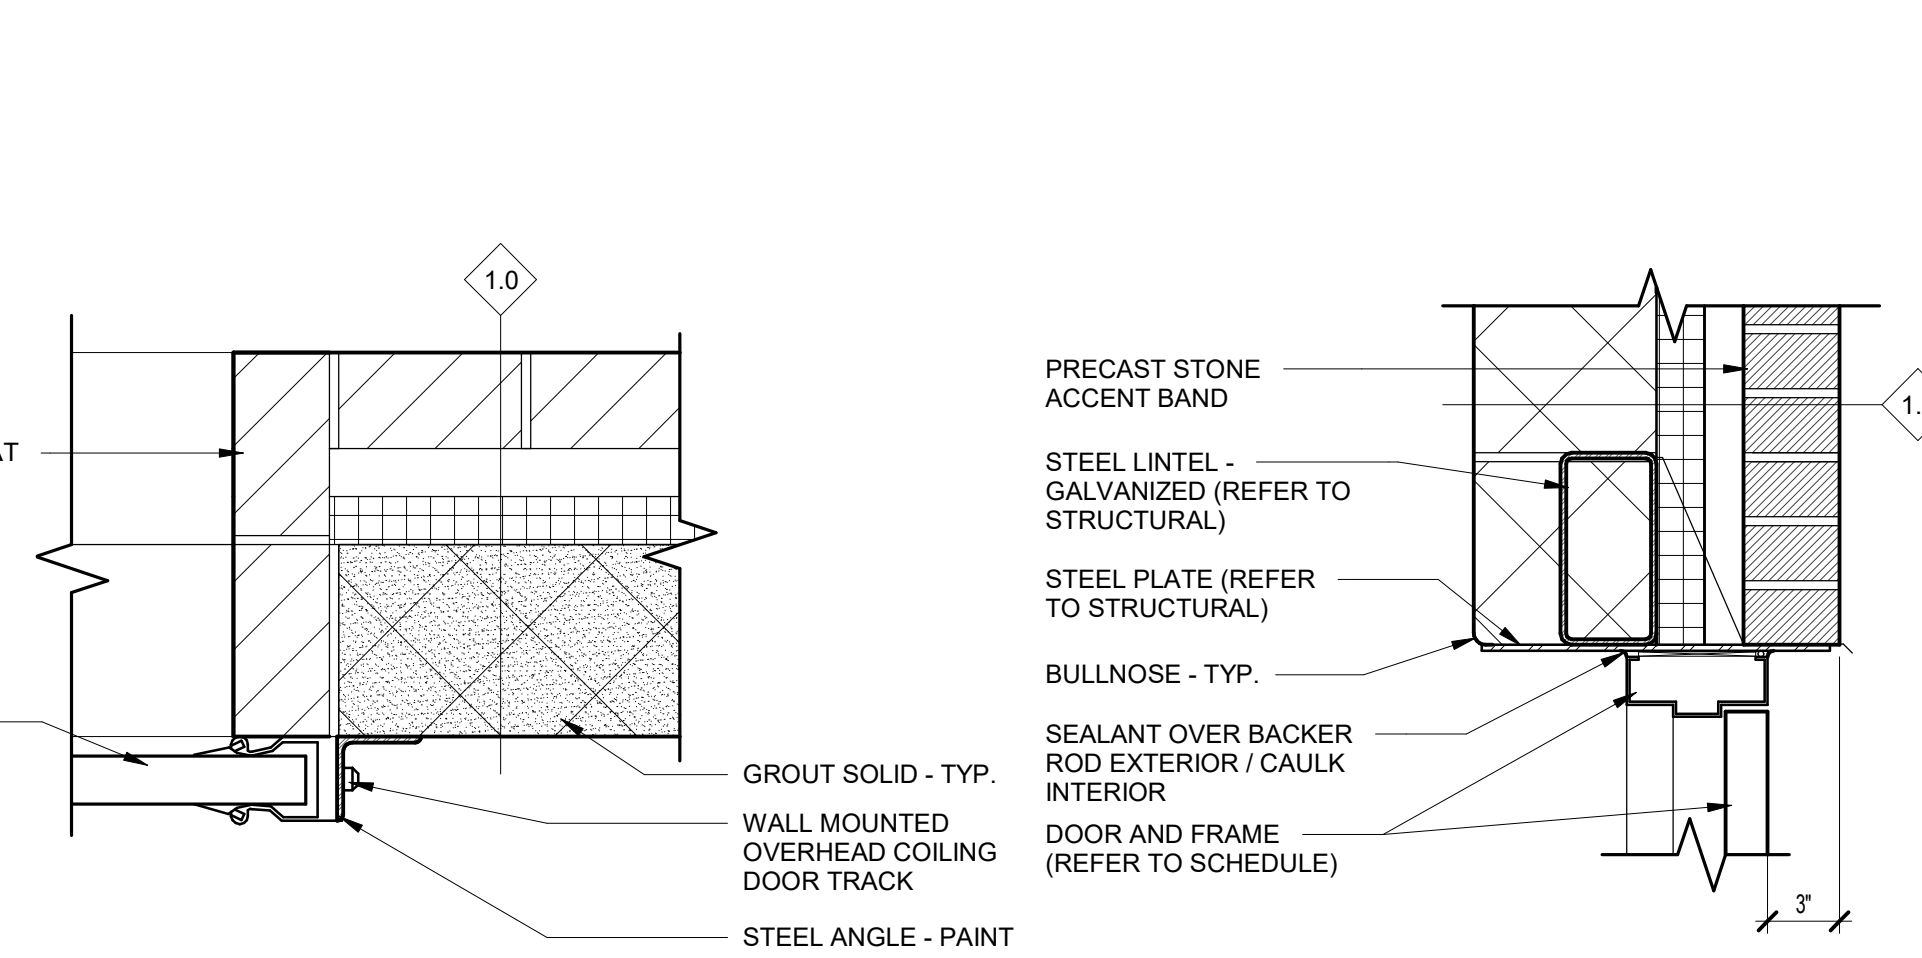 1.0
AT
GROUT SOLID - TYP.
WALL MOUNTED
OVERHEAD COILING
DOOR TRACK
STEEL ANGLE - PAINT
PRECAST STONE
ACCENT BAND
STEEL LINTEL -
GALVANIZED (REFER TO
STRUCTURAL)
STEEL PLATE (REFER
TO STRUCTURAL)
BULLNOSE - TYP.
SEALANT OVER BACKER
ROD EXTERIOR / CAULK
INTERIOR
DOOR AND FRAME
(REFER TO SCHEDULE)
1.
3"